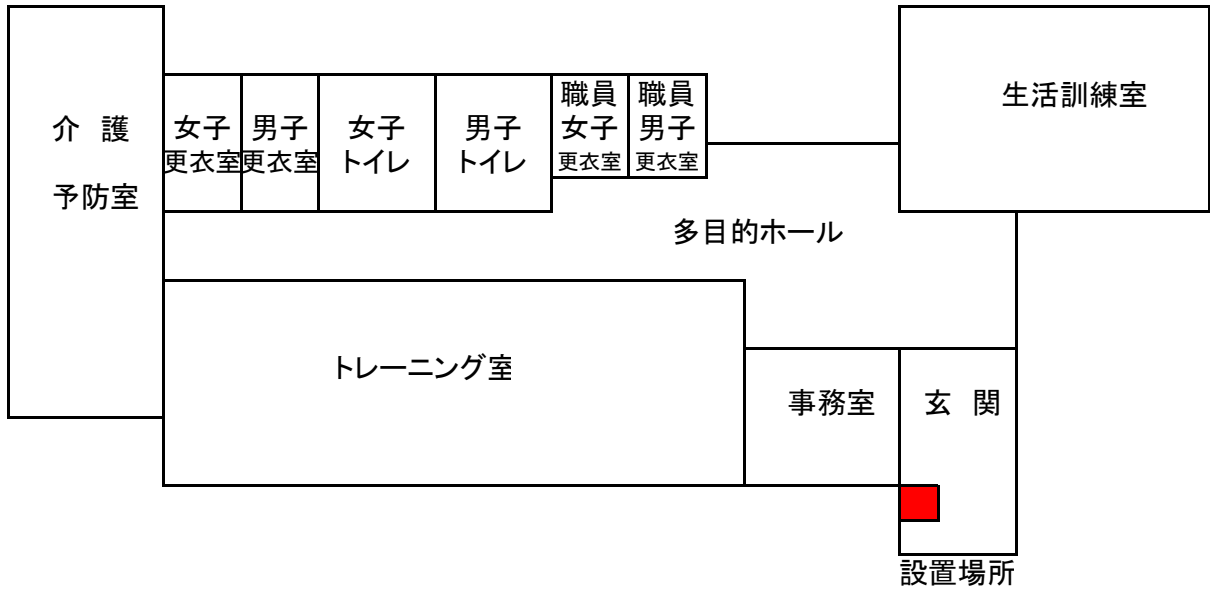 介 護
予防室
女子
更衣室
男子
更衣室
女子
トイレ
男子
トイレ
職員
女子
更衣室
職員
男子
更衣室
生活訓練室
多目的ホール
トレーニング室
事務室
玄 関
設置場所